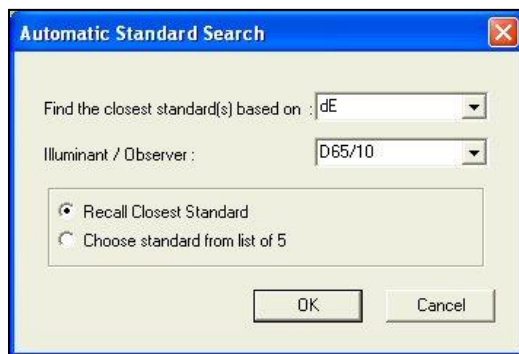 Automatic Standard Search
Find the closest standard(s) based on : dE
Illuminant / Observer : D65/10
Recall Closest Standard
Choose standard from list of 5
OK Cancel